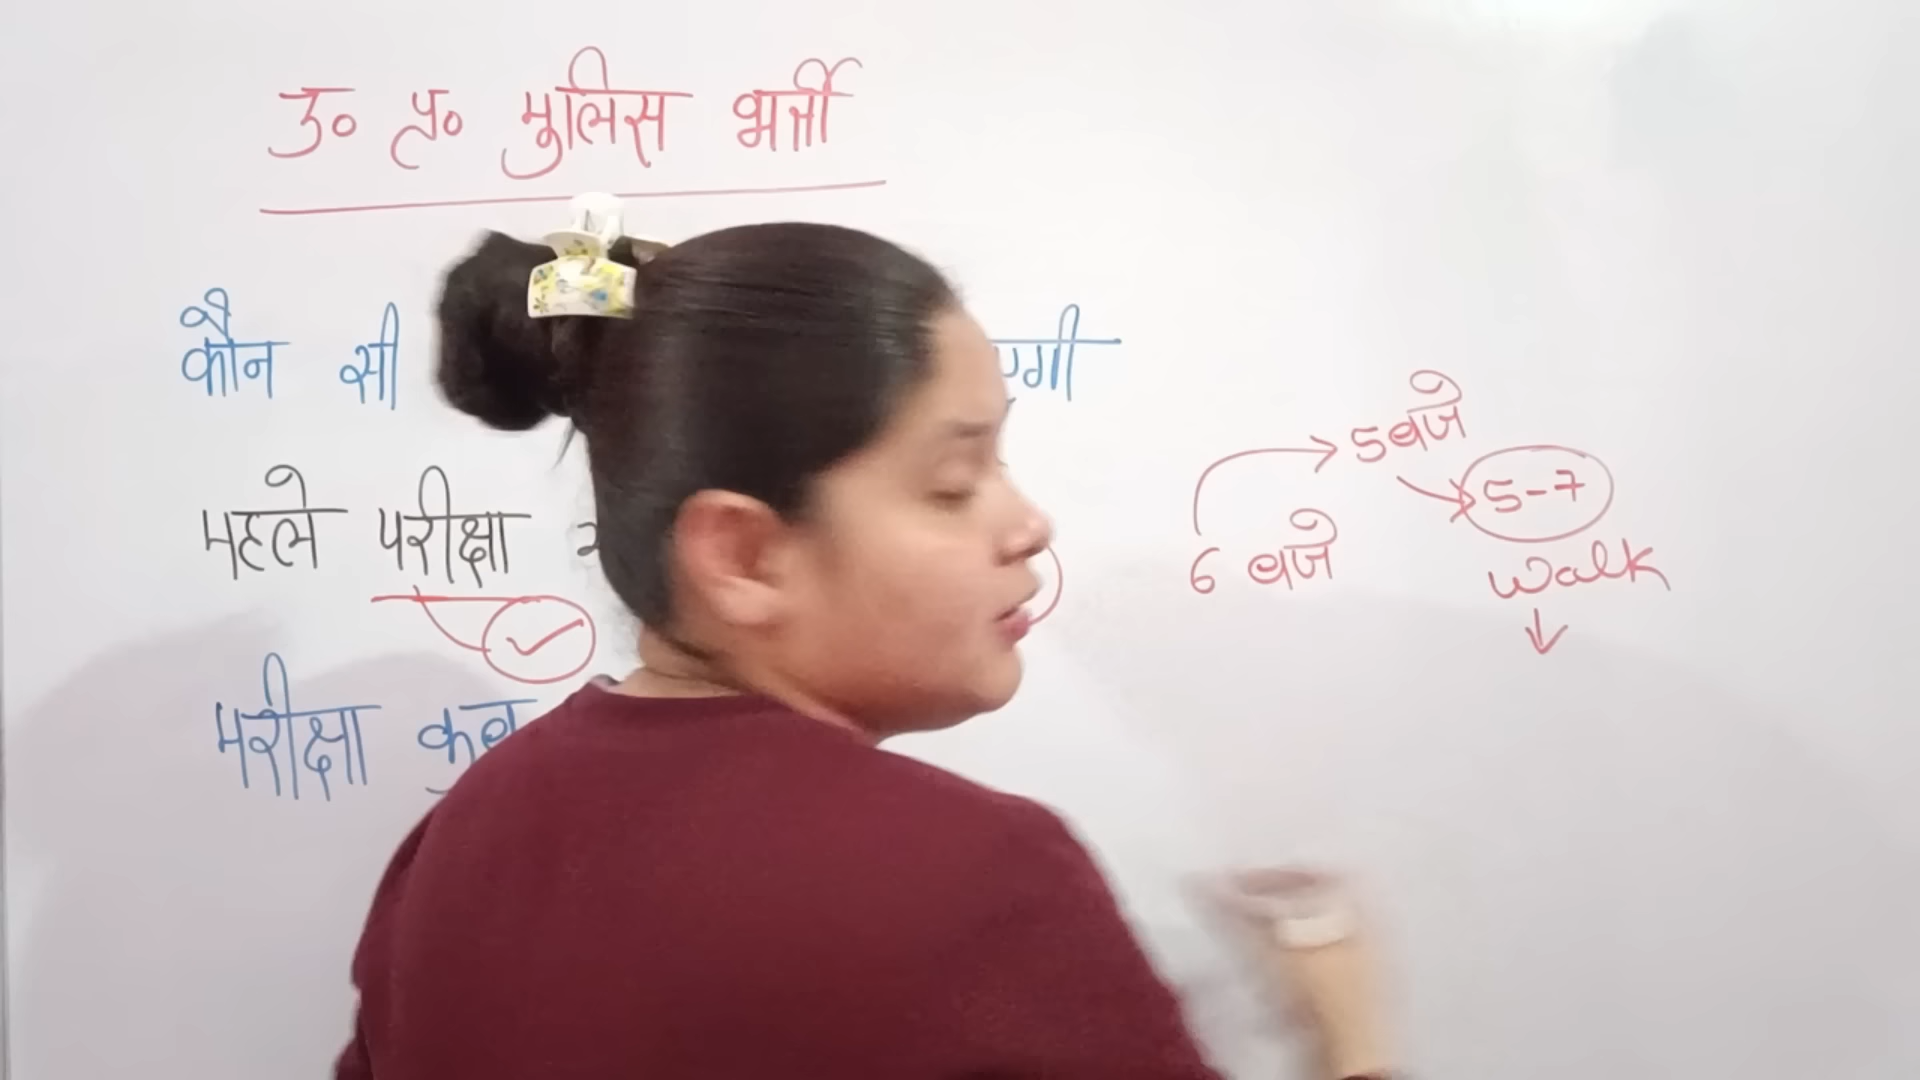 उ० प्र० पुलिस भर्ती
कौन सी
पहले परीक्षा
परीक्षा कब
6 बजे
5 बजे
5-7
walk